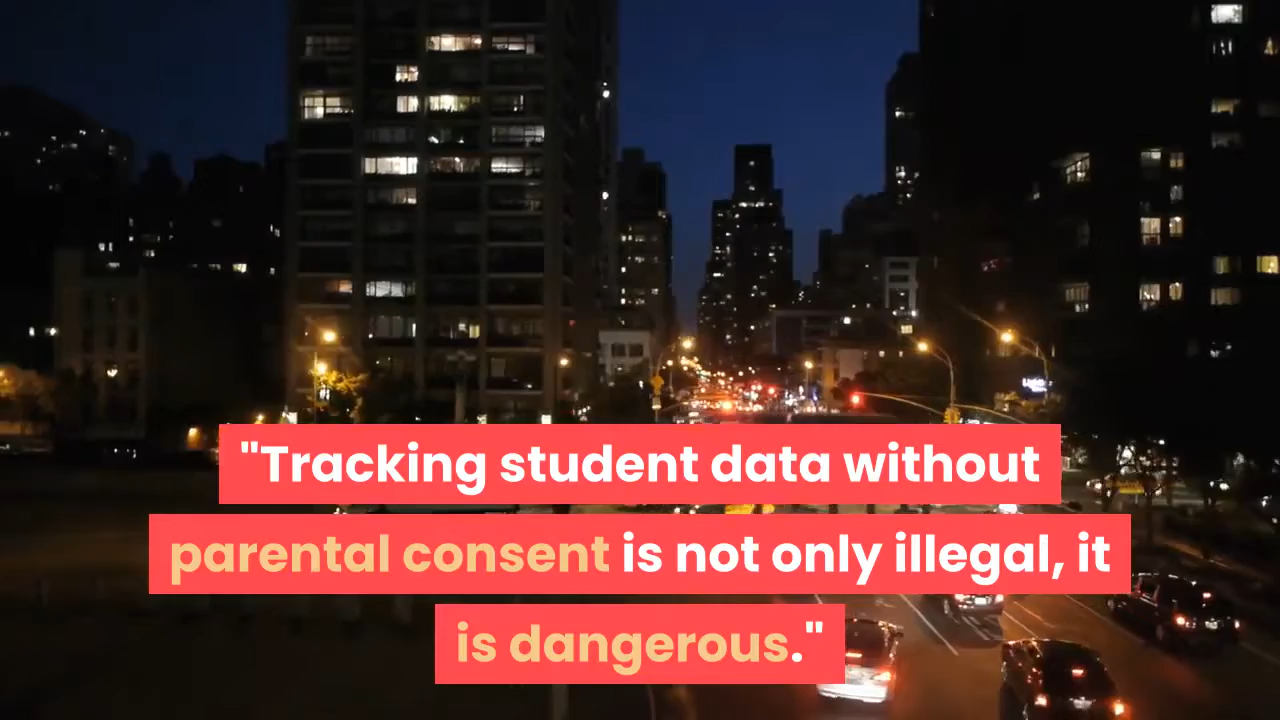 "Tracking student data without
parental consent is not only illegal, it
is dangerous."